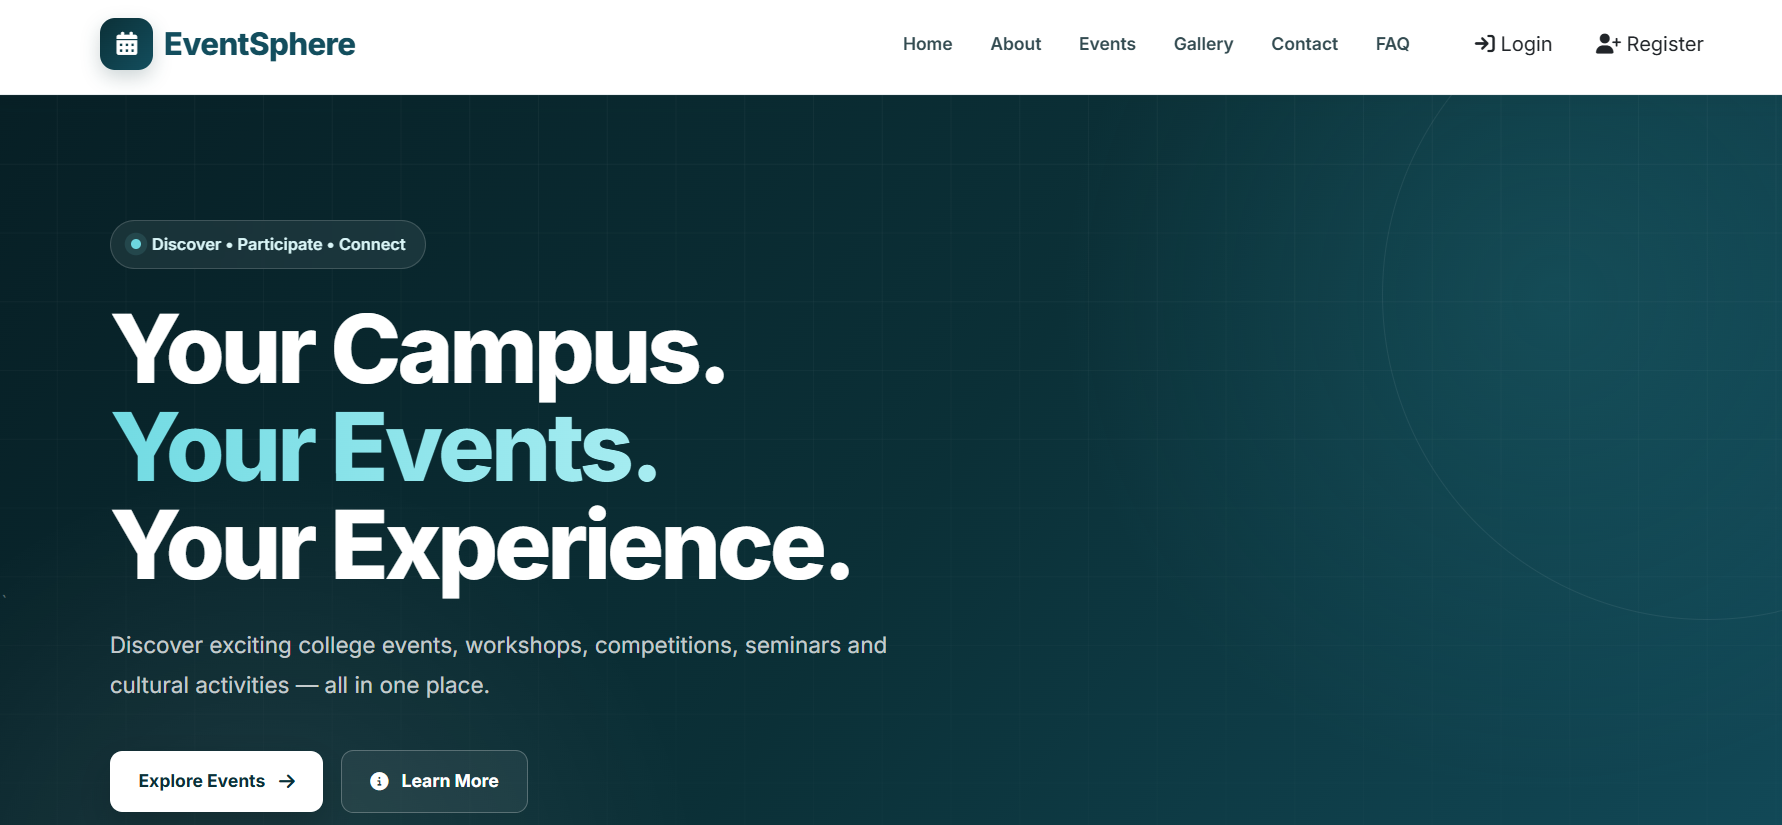 EventSphere
Home About Events Gallery Contact FAQ Login Register
Discover • Participate • Connect
Your Campus.
Your Events.
Your Experience.
Discover exciting college events, workshops, competitions, seminars and
cultural activities — all in one place.
Explore Events → Learn More